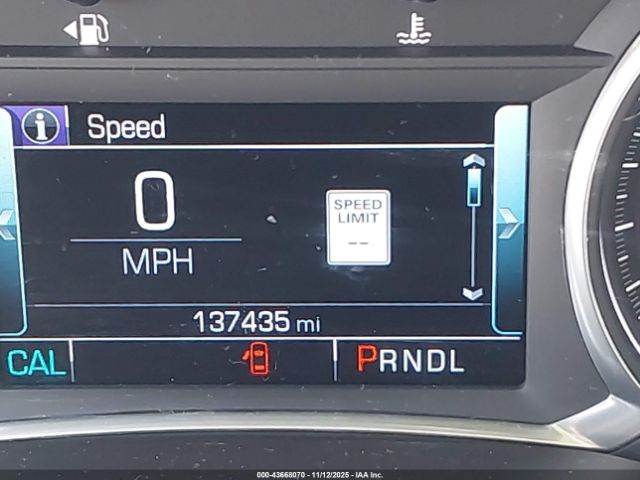 Speed
0
MPH
SPEED
LIMIT
--
137435 mi
CAL
PRNDL
000-43668070 - 11/12/2025 - IAA Inc.